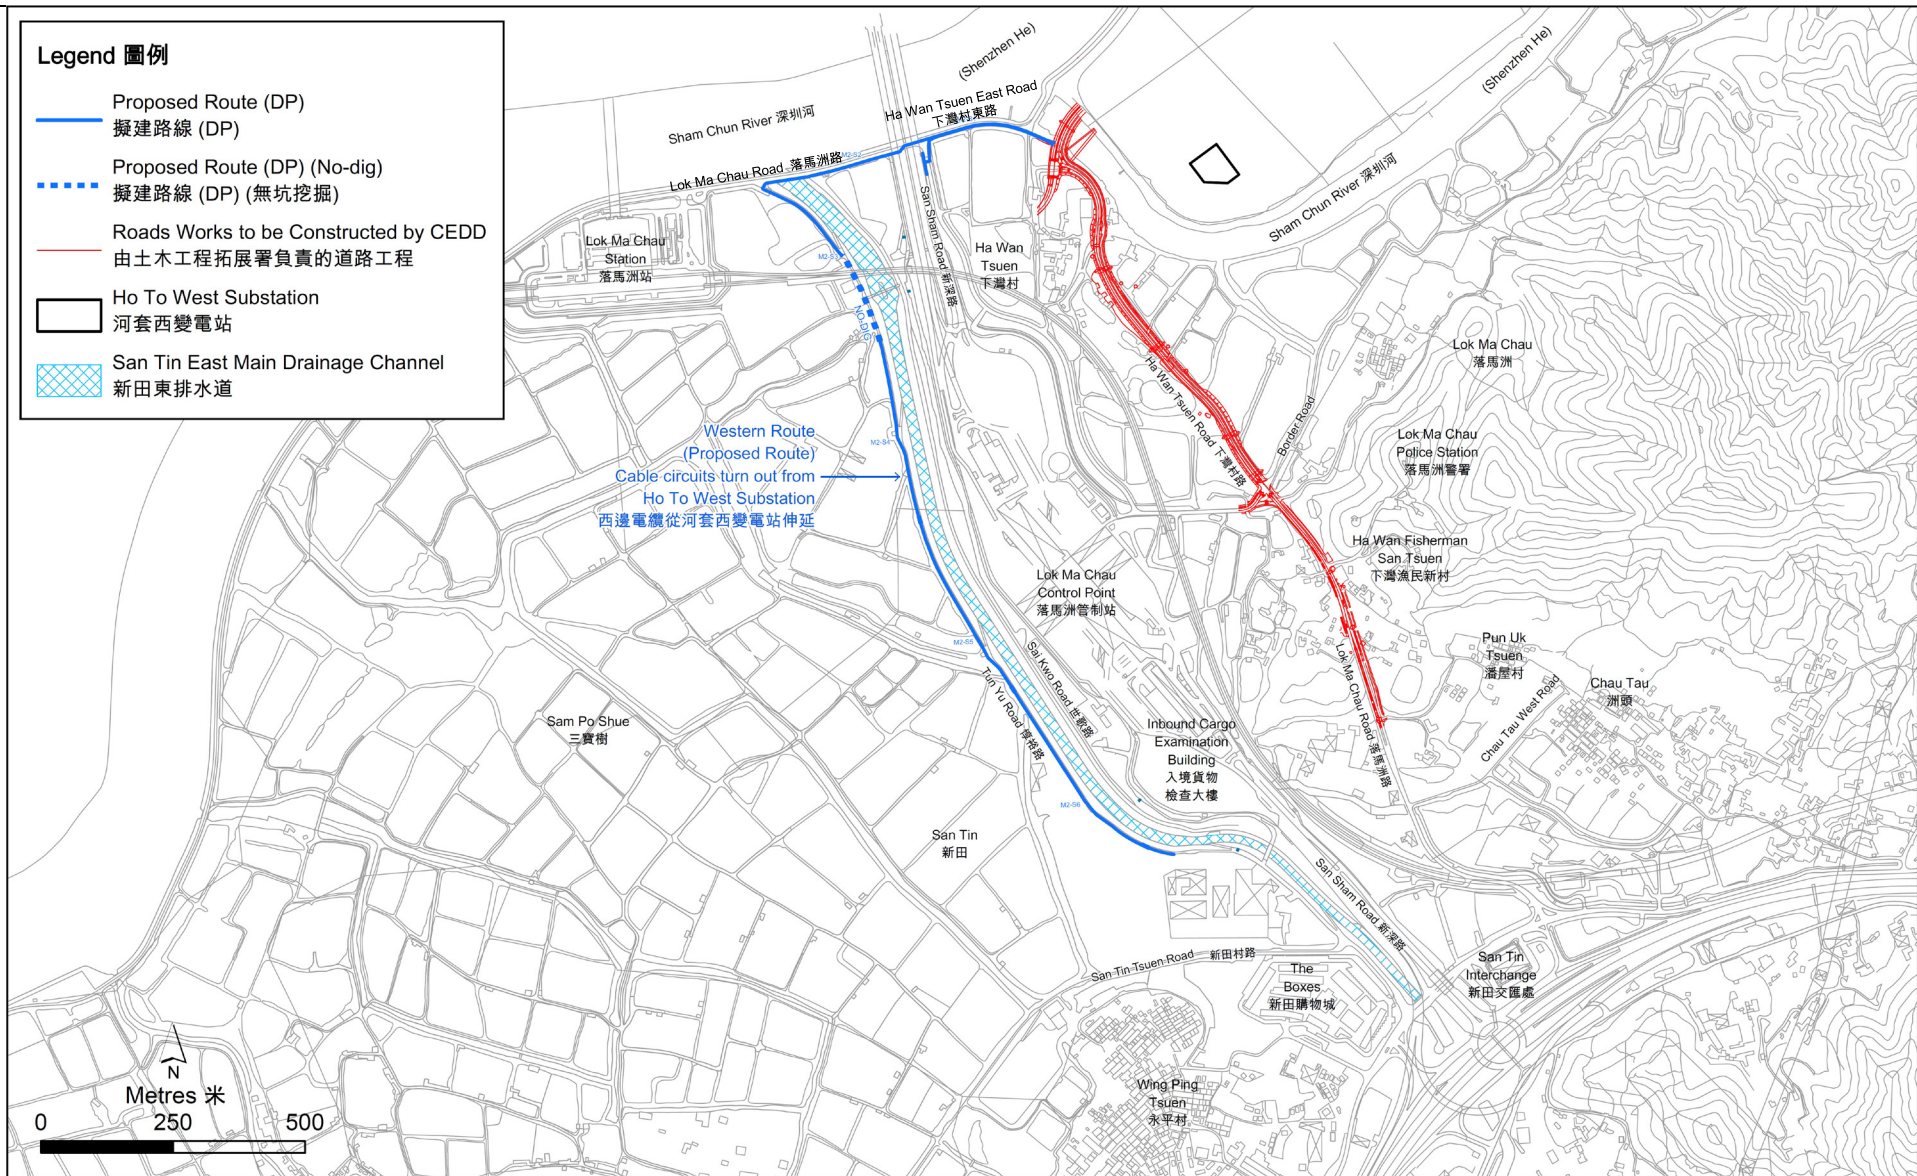 Legend 圖例
Proposed Route (DP)
擬建路線 (DP)
Proposed Route (DP) (No-dig)
擬建路線 (DP) (無坑挖掘)
Roads Works to be Constructed by CEDD
由土木工程拓展署負責的道路工程
Ho To West Substation
河套西變電站
San Tin East Main Drainage Channel
新田東排水道
(Shenzhen He)
(Shenzhen He)
Sham Chun River 深圳河
Ha Wan Tsuen East Road
下灣村東路
Lok Ma Chau Road 落馬洲路
M2-S2
Sham Chun River 深圳河
San Sham Road 新深路
Lok Ma Chau
Station
落馬洲站
M2-S3
NO-DIG
Ha Wan
Tsuen
下灣村
Ha Wan Tsuen Road 下灣村路
Border Road
Lok Ma Chau
落馬洲
Lok Ma Chau
Police Station
落馬洲警署
Western Route
(Proposed Route)
Cable circuits turn out from
Ho To West Substation
西邊電纜從河套西變電站伸延
M2-S4
Ha Wan Fisherman
San Tsuen
下灣漁民新村
Lok Ma Chau
Control Point
落馬洲管制站
M2-S5
Sai Kwo Road 世歌路
Tun Yu Road 惇裕路
Lok Ma Chau Road 落馬洲路
Pun Uk
Tsuen
潘屋村
Chau Tau
洲頭
Chau Tau West Road
Sam Po Shue
三寶樹
Inbound Cargo
Examination
Building
入境貨物
檢查大樓
M2-S6
San Tin
新田
San Sham Road 新深路
San Tin Tsuen Road 新田村路
The
Boxes
新田購物城
San Tin
Interchange
新田交匯處
Wing Ping
Tsuen
永平村
N
Metres 米
0 250 500